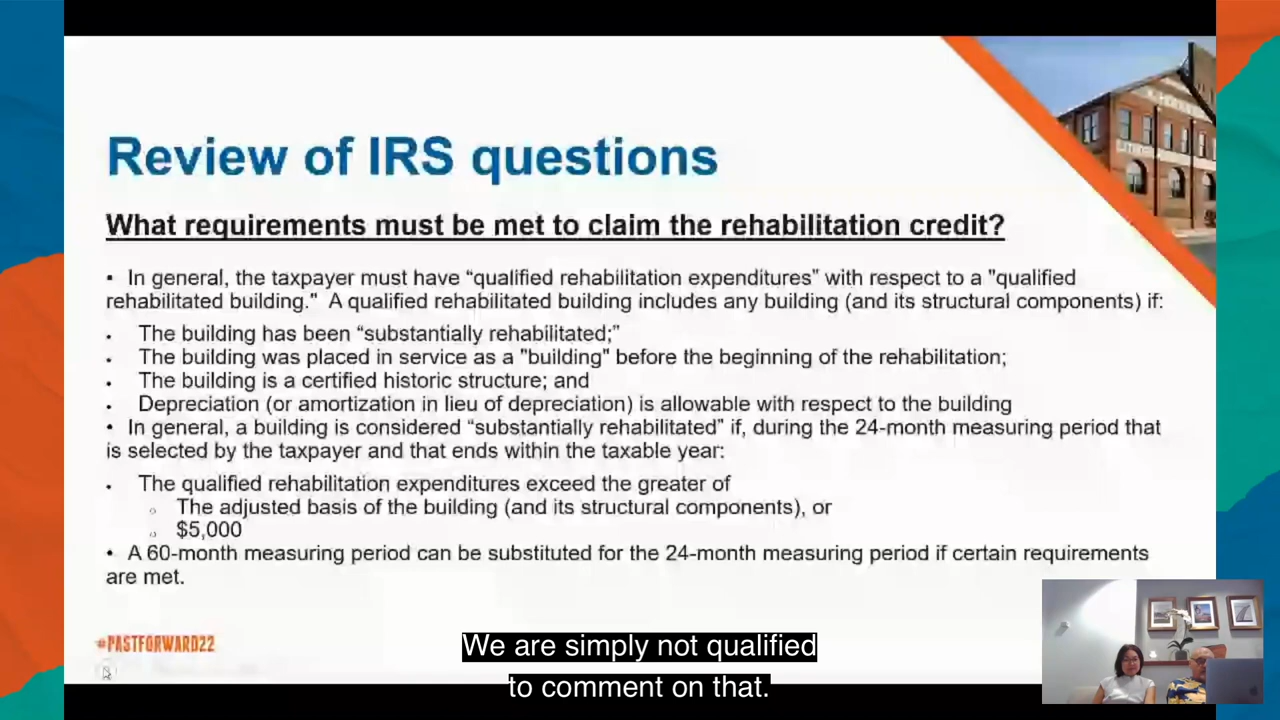 Review of IRS questions
What requirements must be met to claim the rehabilitation credit?
• In general, the taxpayer must have “qualified rehabilitation expenditures” with respect to a "qualified
rehabilitated building." A qualified rehabilitated building includes any building (and its structural components) if:
• The building has been “substantially rehabilitated;”
• The building was placed in service as a "building" before the beginning of the rehabilitation;
• The building is a certified historic structure; and
• Depreciation (or amortization in lieu of depreciation) is allowable with respect to the building
• In general, a building is considered “substantially rehabilitated” if, during the 24-month measuring period that
is selected by the taxpayer and that ends within the taxable year:
• The qualified rehabilitation expenditures exceed the greater of
○ The adjusted basis of the building (and its structural components), or
○ $5,000
• A 60-month measuring period can be substituted for the 24-month measuring period if certain requirements
are met.
#PASTFORWARD22
We are simply not qualified
to comment on that.